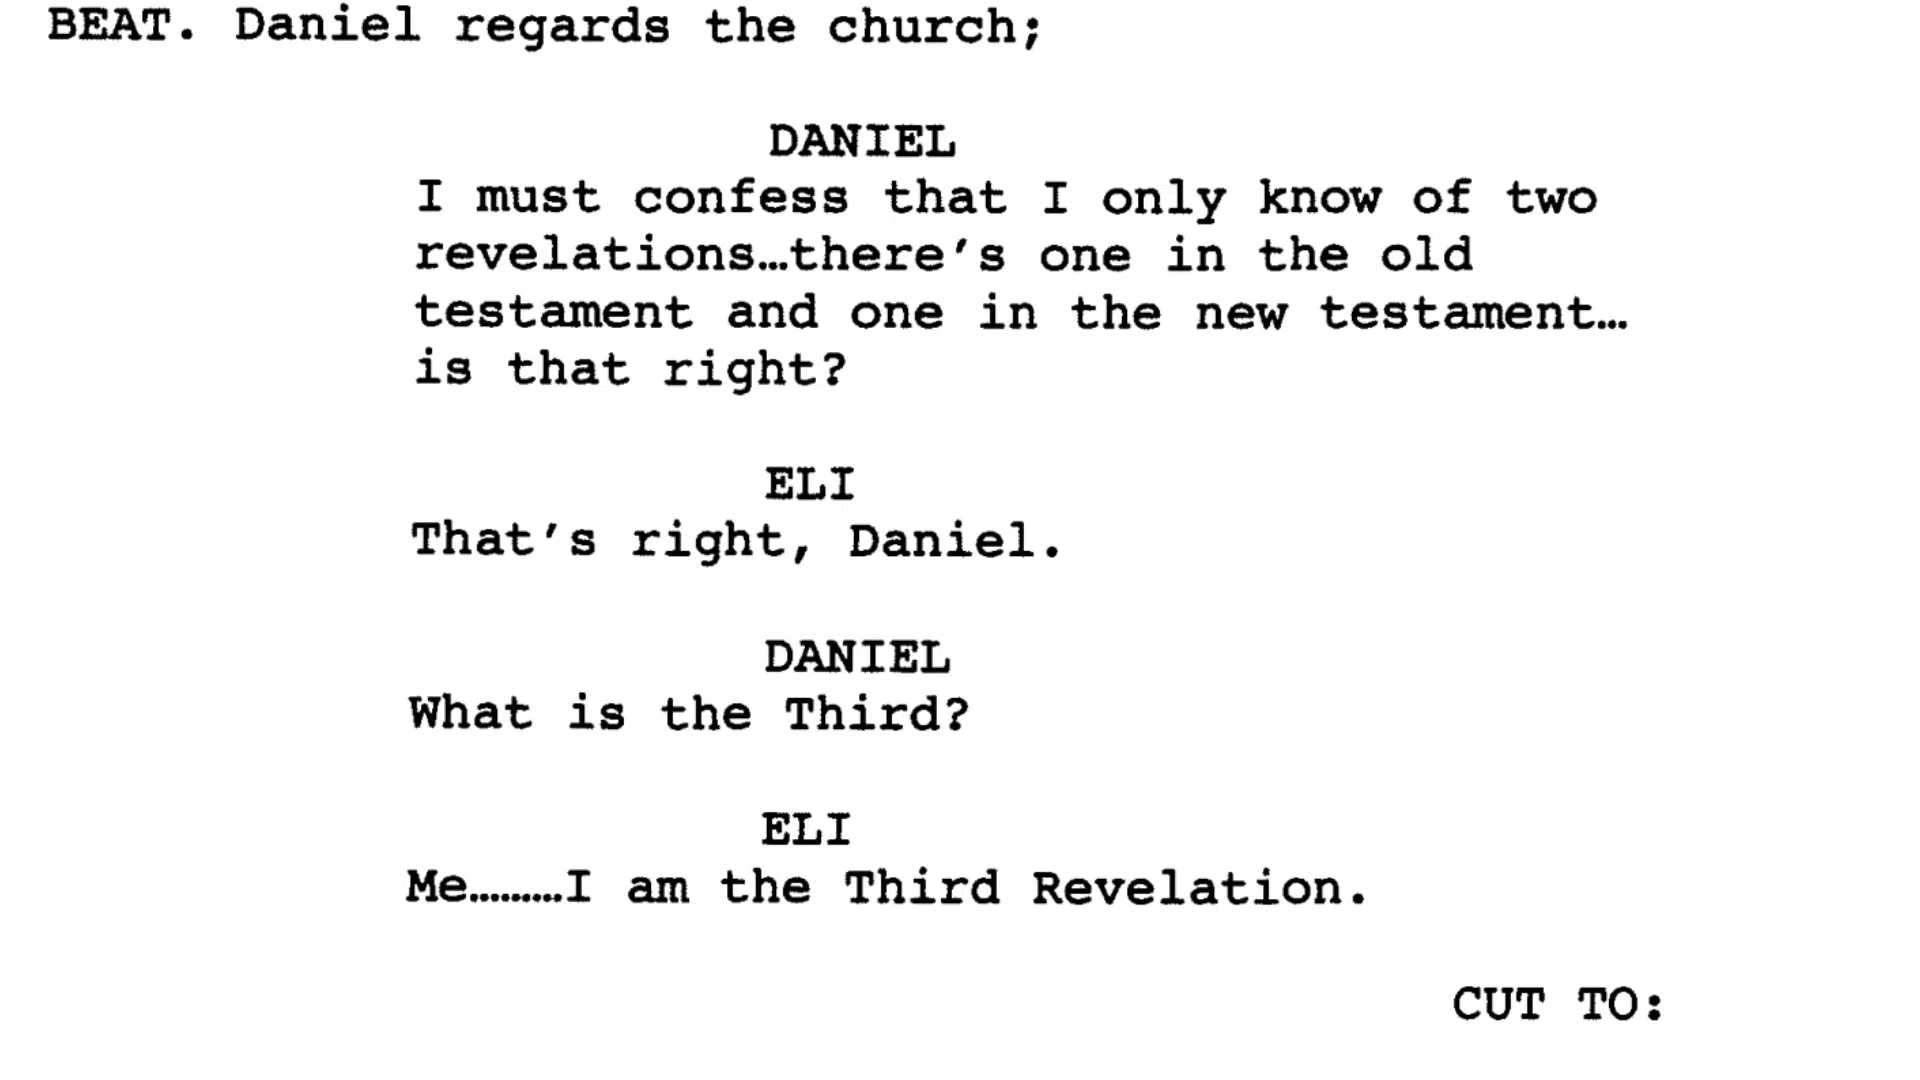 BEAT. Daniel regards the church;
DANIEL
I must confess that I only know of two
revelations…there's one in the old
testament and one in the new testament…
is that right?
ELI
That's right, Daniel.
DANIEL
What is the Third?
ELI
Me………I am the Third Revelation.
CUT TO: